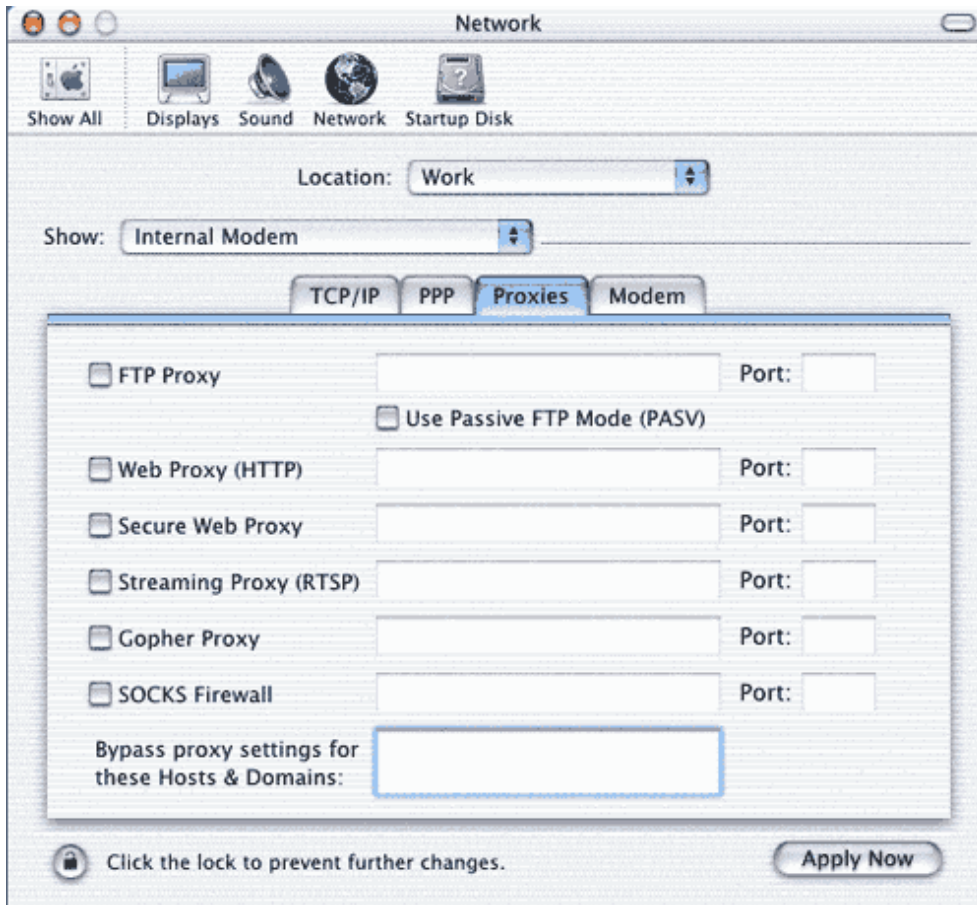 Network
Show All Displays Sound Network Startup Disk
Location: Work
Show: Internal Modem
TCP/IP PPP Proxies Modem
FTP Proxy Port:
Use Passive FTP Mode (PASV)
Web Proxy (HTTP) Port:
Secure Web Proxy Port:
Streaming Proxy (RTSP) Port:
Gopher Proxy Port:
SOCKS Firewall Port:
Bypass proxy settings for
these Hosts & Domains:
Click the lock to prevent further changes. Apply Now